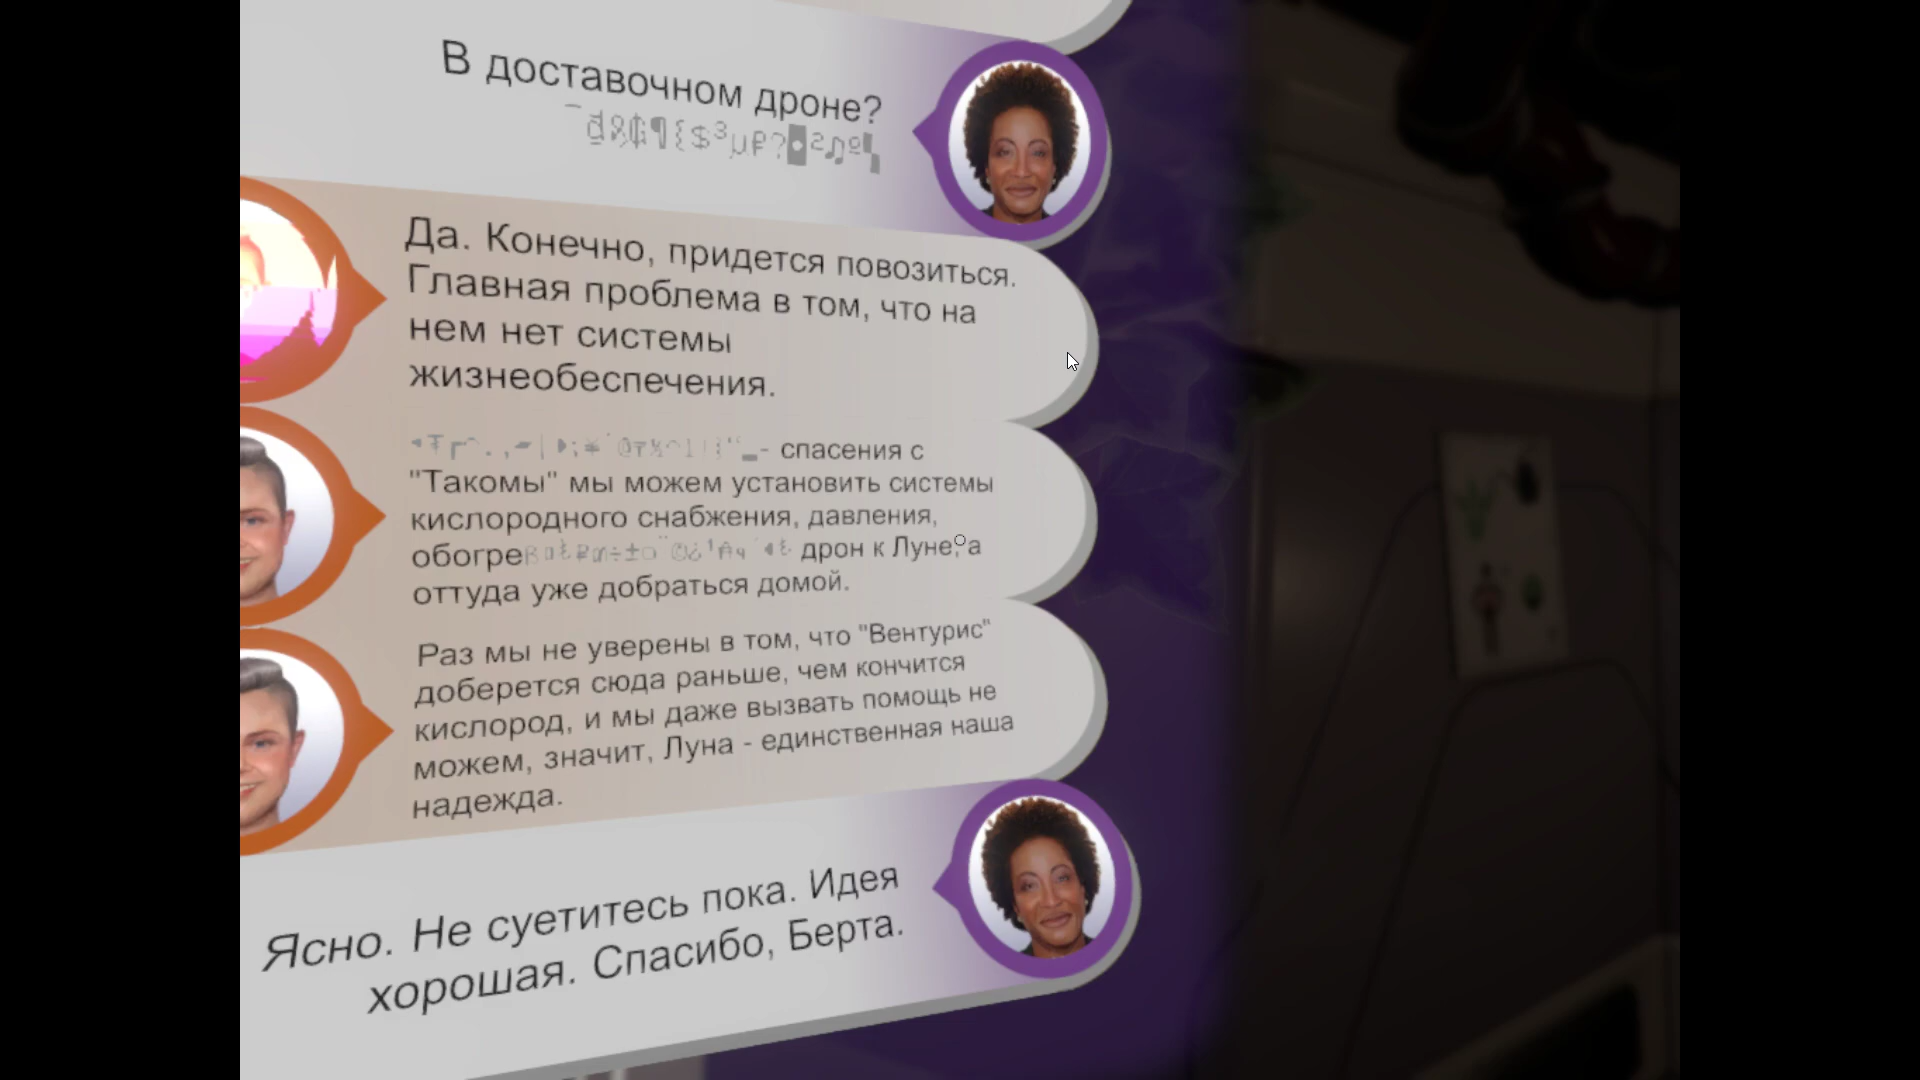 В доставочном дроне?
Да. Конечно, придется повозиться.
Главная проблема в том, что на
нем нет системы
жизнеобеспечения.
- спасения с
"Такомы" мы можем установить системы
кислородного снабжения, давления,
обогре дрон к Луне, а
оттуда уже добраться домой.
Раз мы не уверены в том, что "Вентурис"
доберется сюда раньше, чем кончится
кислород, и мы даже вызвать помощь не
можем, значит, Луна - единственная наша
надежда.
Ясно. Не суетитесь пока. Идея
хорошая. Спасибо, Берта.